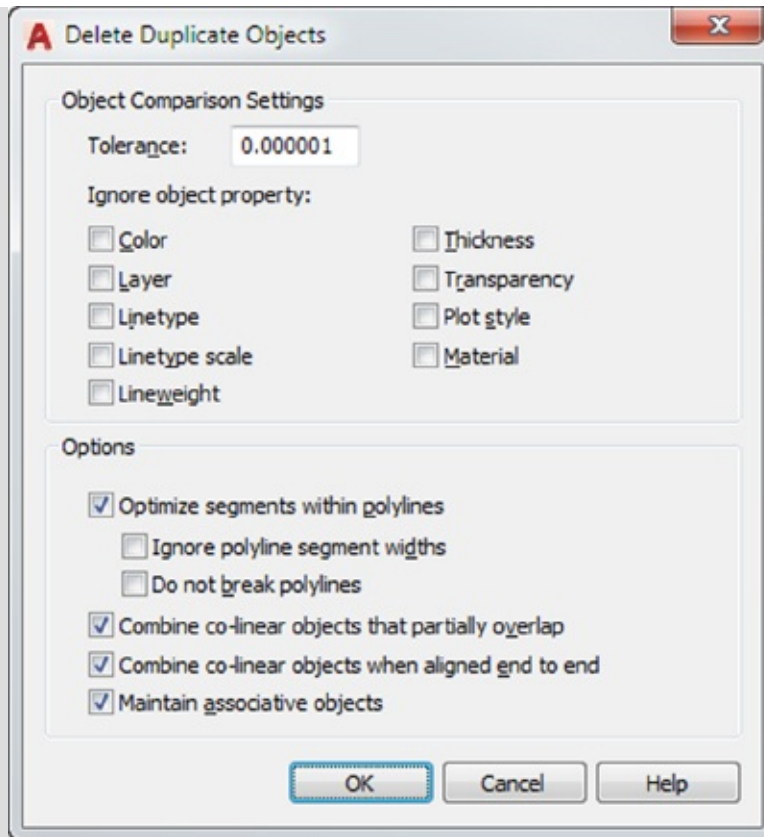 A Delete Duplicate Objects
Object Comparison Settings
Tolerance: 0.000001
Ignore object property:
Color
Thickness
Layer
Transparency
Linetype
Plot style
Linetype scale
Material
Lineweight
Options
Optimize segments within polylines
Ignore polyline segment widths
Do not break polylines
Combine co-linear objects that partially overlap
Combine co-linear objects when aligned end to end
Maintain associative objects
OK Cancel Help